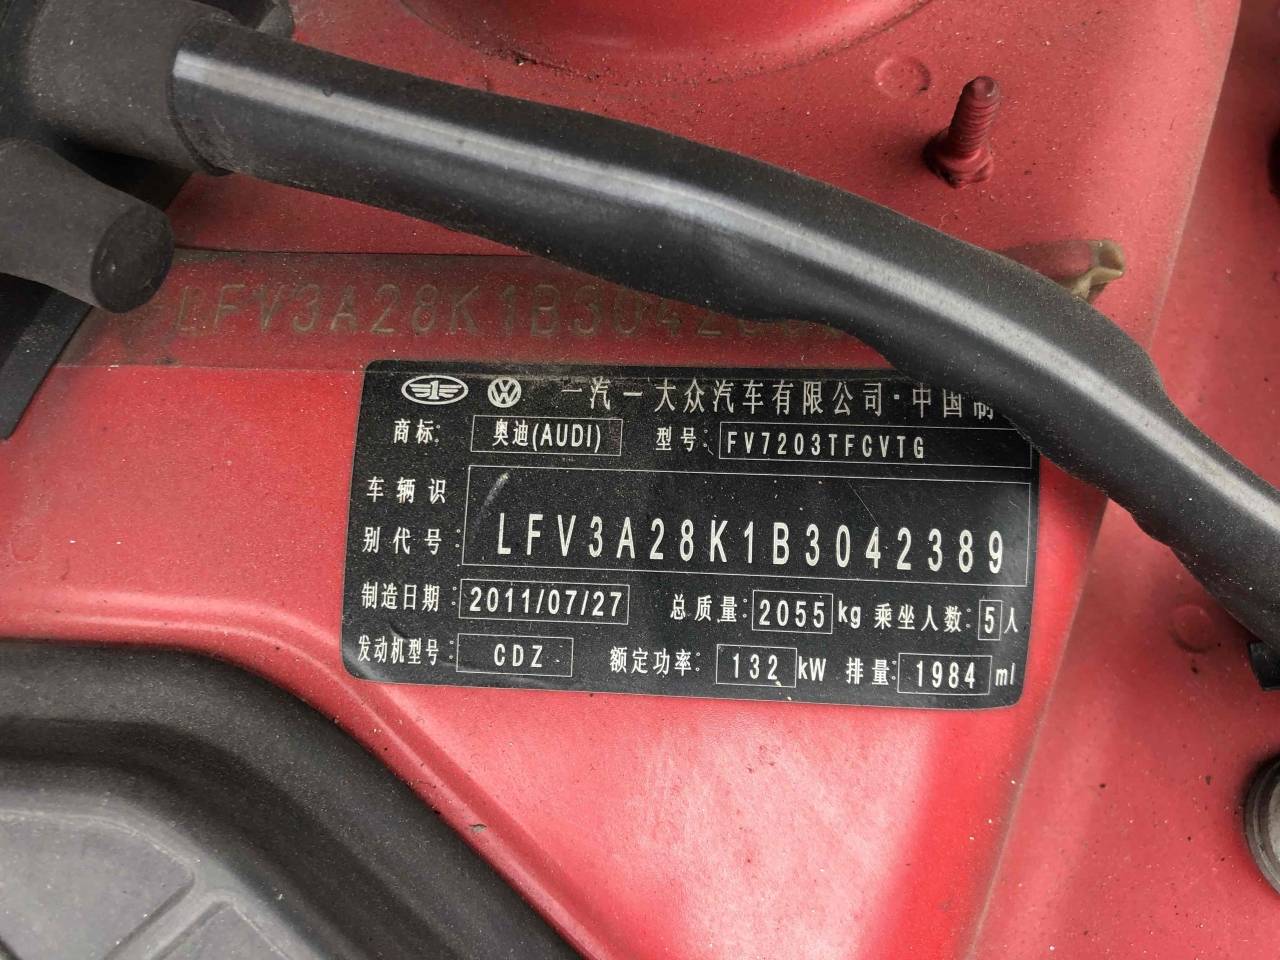 LFV3A28K1B3042
一汽一大众汽车有限公司·中国制
商标: 奥迪(AUDI) 型号: FV7203TFCVTG
车辆识
别代号: LFV3A28K1B3042389
制造日期: 2011/07/27 总质量: 2055 kg 乘坐人数: 5 人
发动机型号: CDZ 额定功率: 132 kW 排量: 1984 ml